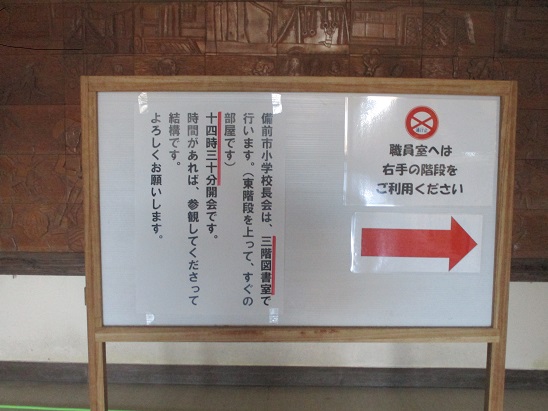 備前市小学校長会は、三階図書室で
行います。（東階段を上って、すぐの
部屋です）
十四時三十分開会です。
時間があれば、参観してくださって
結構です。
よろしくお願いします。
職員室へは
右手の階段を
ご利用ください